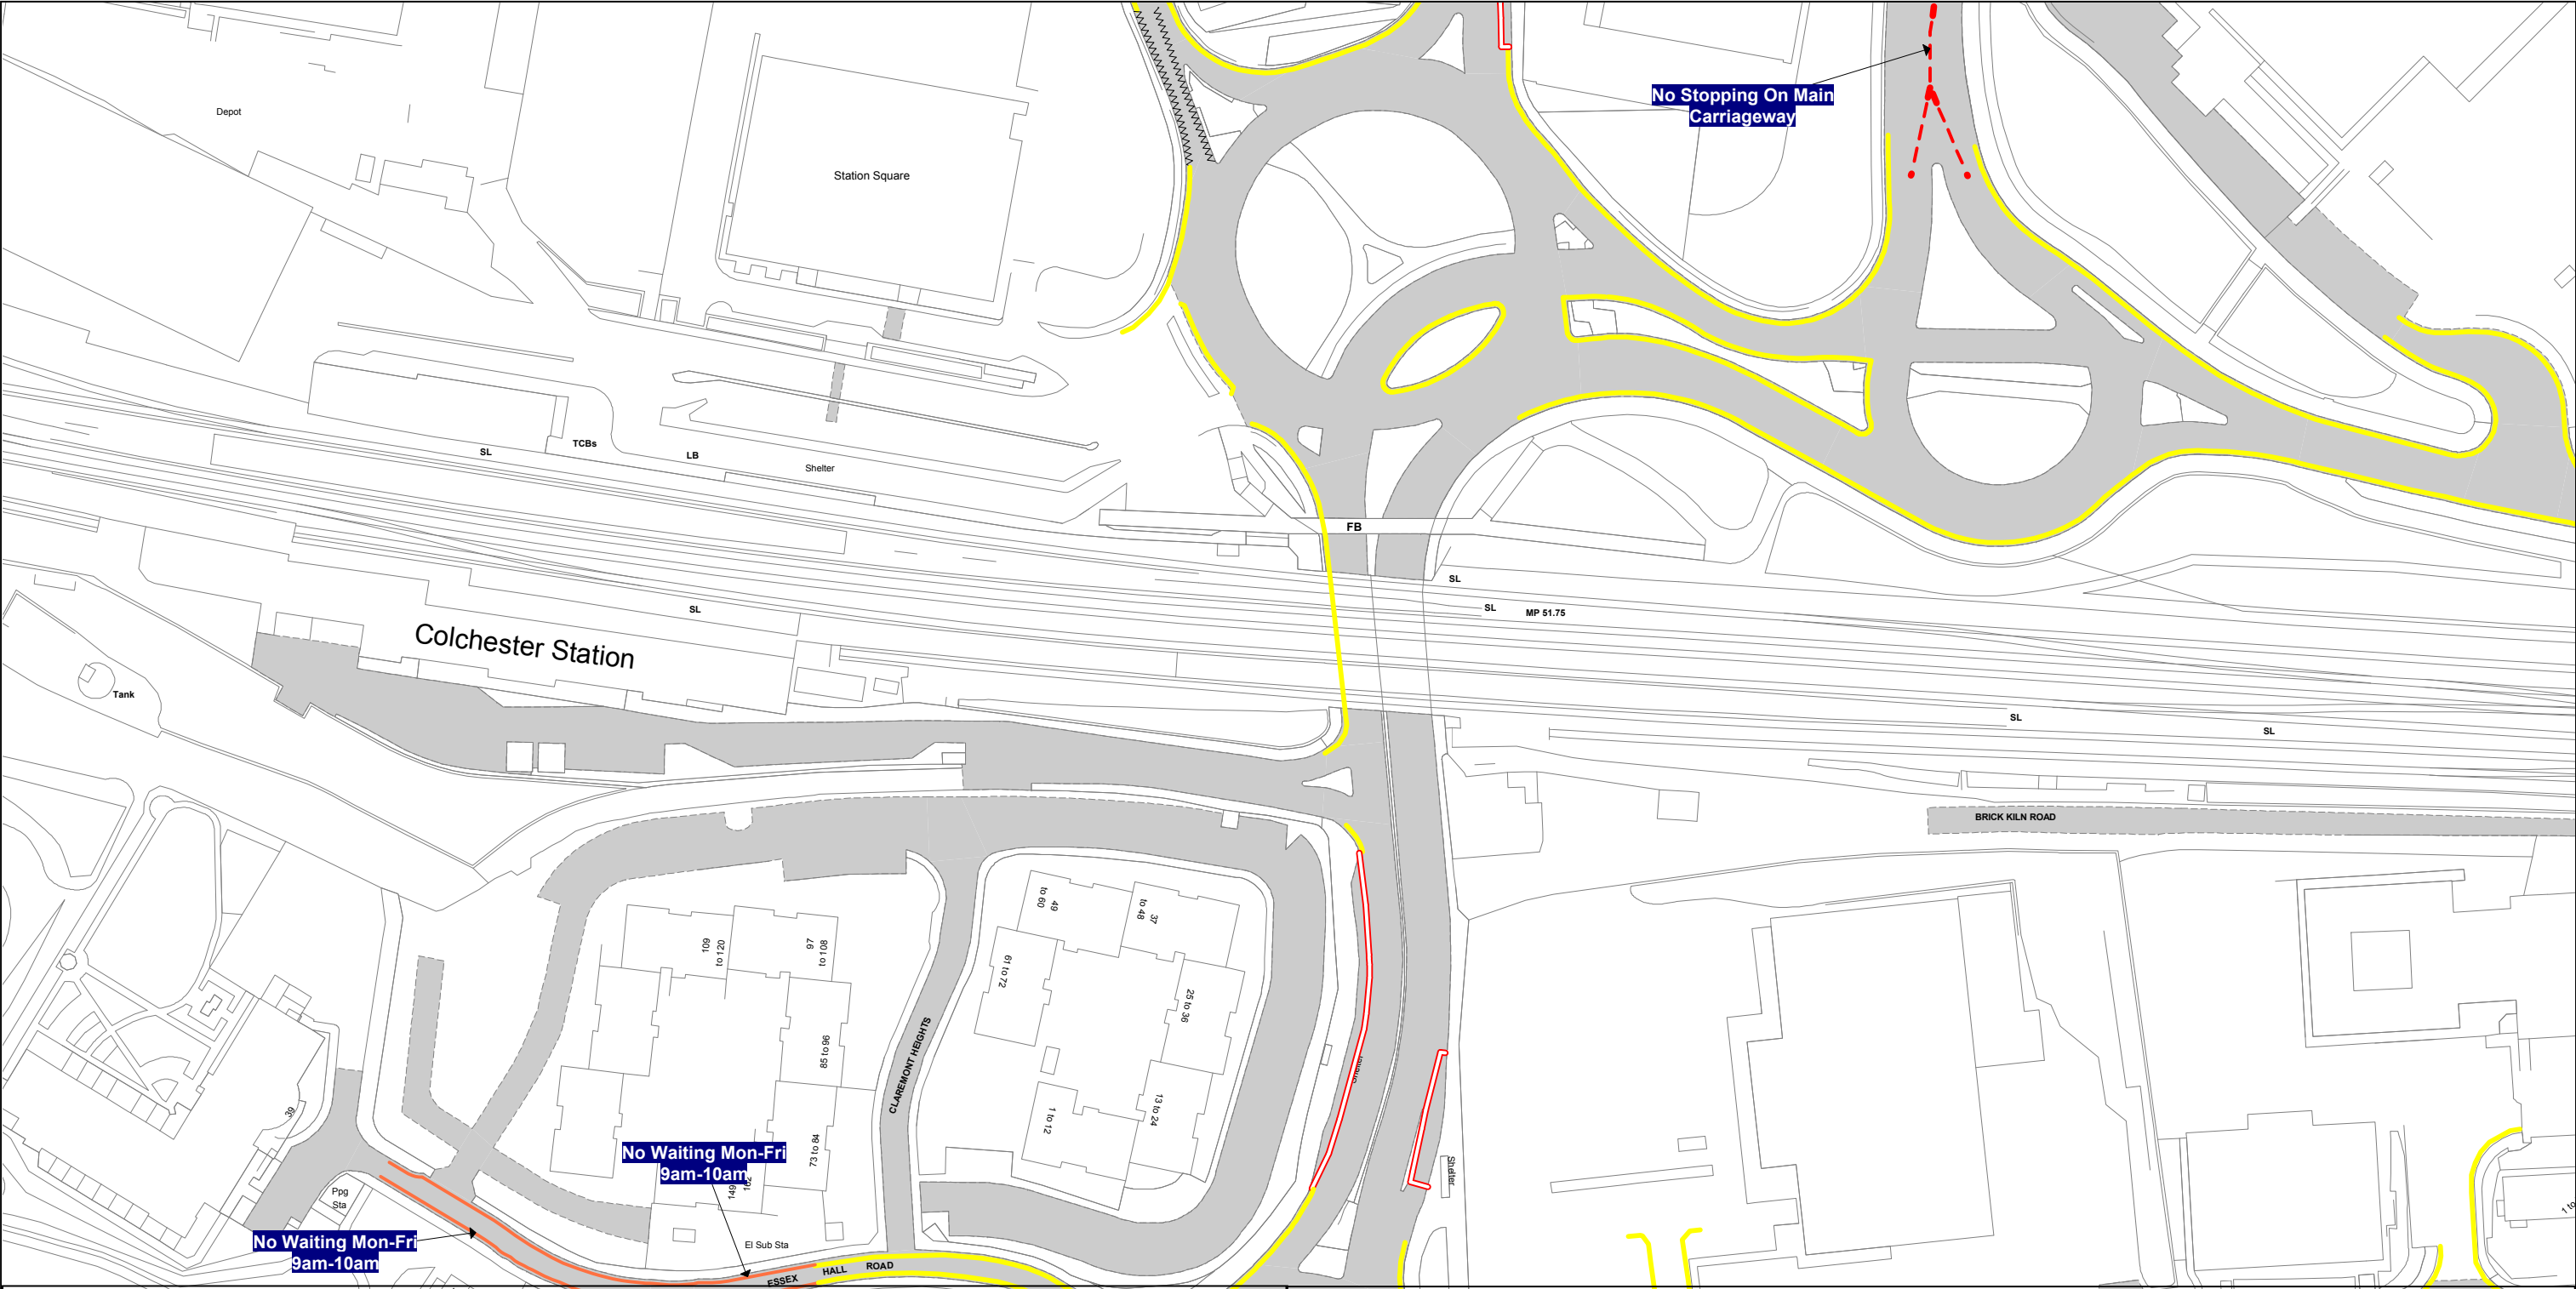 No Stopping On Main
Carriageway
Depot
Station Square
TCBs
SL
LB
Shelter
FB
SL
SL
SL
SL
MP 51.75
Colchester Station
Tank
SL
SL
BRICK KILN ROAD
49
to 60
37
to 48
109
to 120
97
to 108
61 to 72
25 to 36
CLAREMONT HEIGHTS
85 to 96
Shelter
1 to 12
13 to 24
39
73 to 84
No Waiting Mon-Fri
9am-10am
149
Shelter
Ppg
Sta
No Waiting Mon-Fri
9am-10am
El Sub Sta
ESSEX HALL ROAD